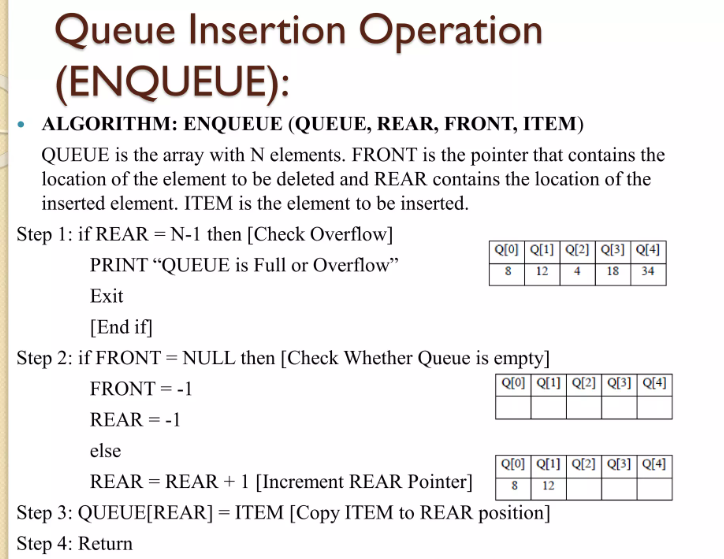 Queue Insertion Operation
(ENQUEUE):
• ALGORITHM: ENQUEUE (QUEUE, REAR, FRONT, ITEM)
QUEUE is the array with N elements. FRONT is the pointer that contains the
location of the element to be deleted and REAR contains the location of the
inserted element. ITEM is the element to be inserted.
Step 1: if REAR = N-1 then [Check Overflow]
PRINT “QUEUE is Full or Overflow”
Exit
[End if]
Q[0] Q[1] Q[2] Q[3] Q[4]
8 12 4 18 34
Step 2: if FRONT = NULL then [Check Whether Queue is empty]
FRONT = -1
REAR = -1
else
REAR = REAR + 1 [Increment REAR Pointer]
Q[0] Q[1] Q[2] Q[3] Q[4]
Q[0] Q[1] Q[2] Q[3] Q[4]
8 12
Step 3: QUEUE[REAR] = ITEM [Copy ITEM to REAR position]
Step 4: Return